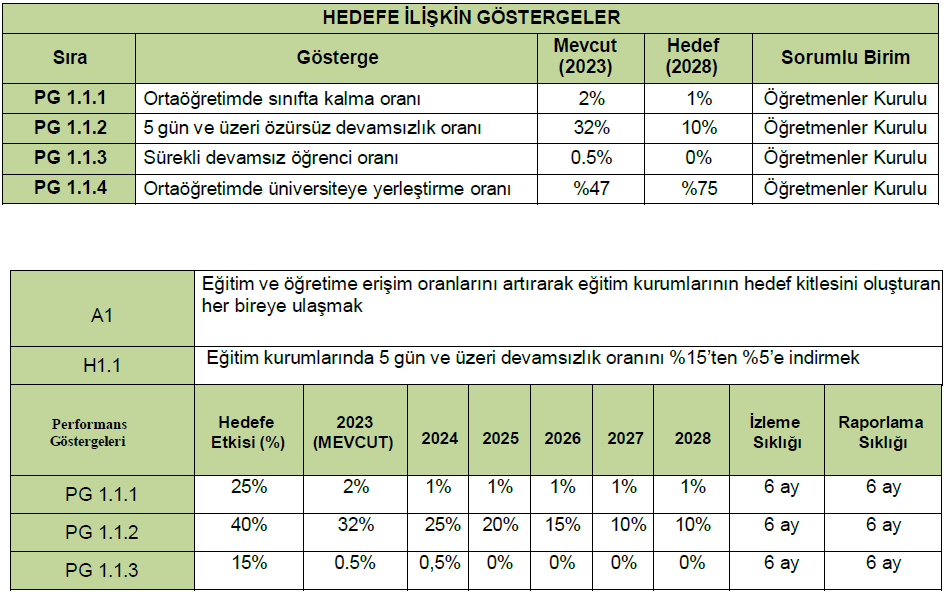 HEDEFE İLİŞKİN GÖSTERGELER
Sıra Gösterge Mevcut (2023) Hedef (2028) Sorumlu Birim
PG 1.1.1 Ortaöğretimde sınıfta kalma oranı 2% 1% Öğretmenler Kurulu
PG 1.1.2 5 gün ve üzeri özürsüz devamsızlık oranı 32% 10% Öğretmenler Kurulu
PG 1.1.3 Sürekli devamsız öğrenci oranı 0.5% 0% Öğretmenler Kurulu
PG 1.1.4 Ortaöğretimde üniversiteye yerleştirme oranı %47 %75 Öğretmenler Kurulu
A1 Eğitim ve öğretime erişim oranlarını artırarak eğitim kurumlarının hedef kitlesini oluşturan
her bireye ulaşmak
H1.1 Eğitim kurumlarında 5 gün ve üzeri devamsızlık oranını %15’ten %5’e indirmek
Performans Göstergeleri Hedefe Etkisi (%) 2023 (MEVCUT) 2024 2025 2026 2027 2028 İzleme Sıklığı Raporlama Sıklığı
PG 1.1.1 25% 2% 1% 1% 1% 1% 1% 6 ay 6 ay
PG 1.1.2 40% 32% 25% 20% 15% 10% 10% 6 ay 6 ay
PG 1.1.3 15% 0.5% 0,5% 0% 0% 0% 0% 6 ay 6 ay